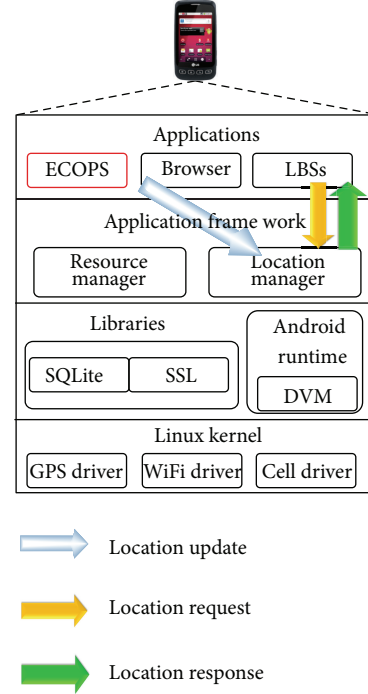 Applications
ECOPS Browser LBSs
Application frame work
Resource manager
Location manager
Libraries
SQLite SSL
Android runtime
DVM
Linux kernel
GPS driver WiFi driver Cell driver
Location update
Location request
Location response